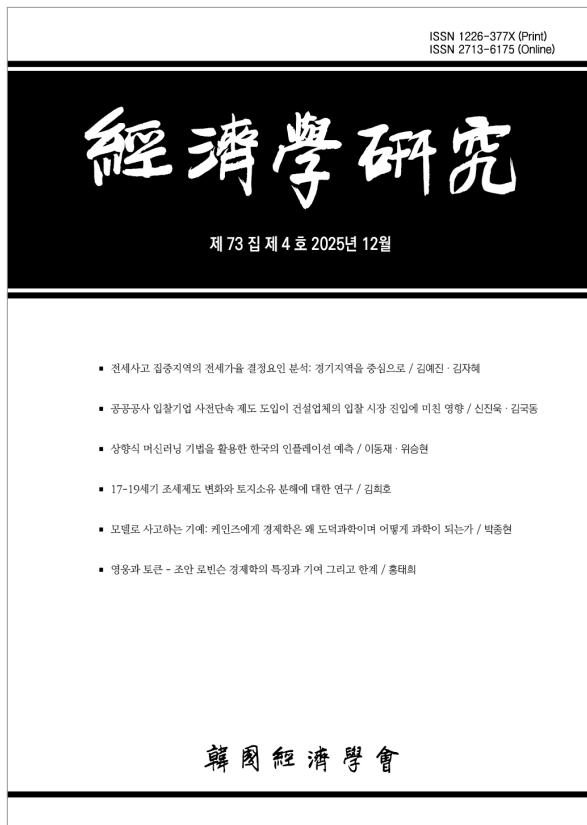 ISSN 1226-377X (Print)
ISSN 2713-6175 (Online)
經濟學硏究
제 73 집 제 4 호 2025년 12월
▪ 전세사고 집중지역의 전세가율 결정요인 분석: 경기지역을 중심으로 / 김예진 · 김자혜
▪ 공공공사 입찰기업 사전단속 제도 도입이 건설업체의 입찰 시장 진입에 미친 영향 / 신진욱 · 김국동
▪ 상향식 머신러닝 기법을 활용한 한국의 인플레이션 예측 / 이동재 · 위승현
▪ 17-19세기 조세제도 변화와 토지소유 분해에 대한 연구 / 김희호
▪ 모델로 사고하는 기예: 케인즈에게 경제학은 왜 도덕과학이며 어떻게 과학이 되는가 / 박종현
▪ 영웅과 토큰 - 조안 로빈슨 경제학의 특징과 기여 그리고 한계 / 홍태희
韓國經濟學會